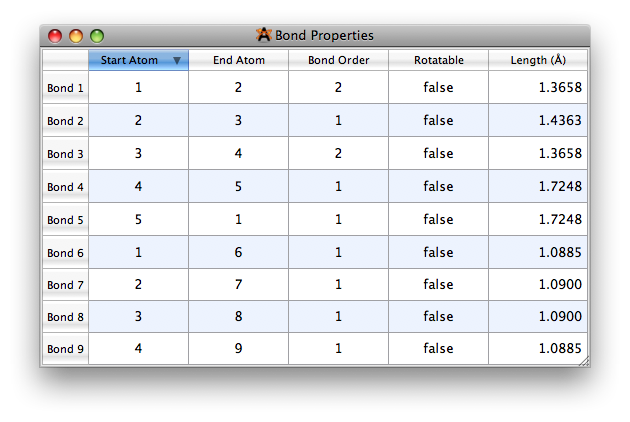 Bond Properties
Start Atom End Atom Bond Order Rotatable Length (Å)
Bond 1 1 2 2 false 1.3658
Bond 2 2 3 1 false 1.4363
Bond 3 3 4 2 false 1.3658
Bond 4 4 5 1 false 1.7248
Bond 5 5 1 1 false 1.7248
Bond 6 1 6 1 false 1.0885
Bond 7 2 7 1 false 1.0900
Bond 8 3 8 1 false 1.0900
Bond 9 4 9 1 false 1.0885